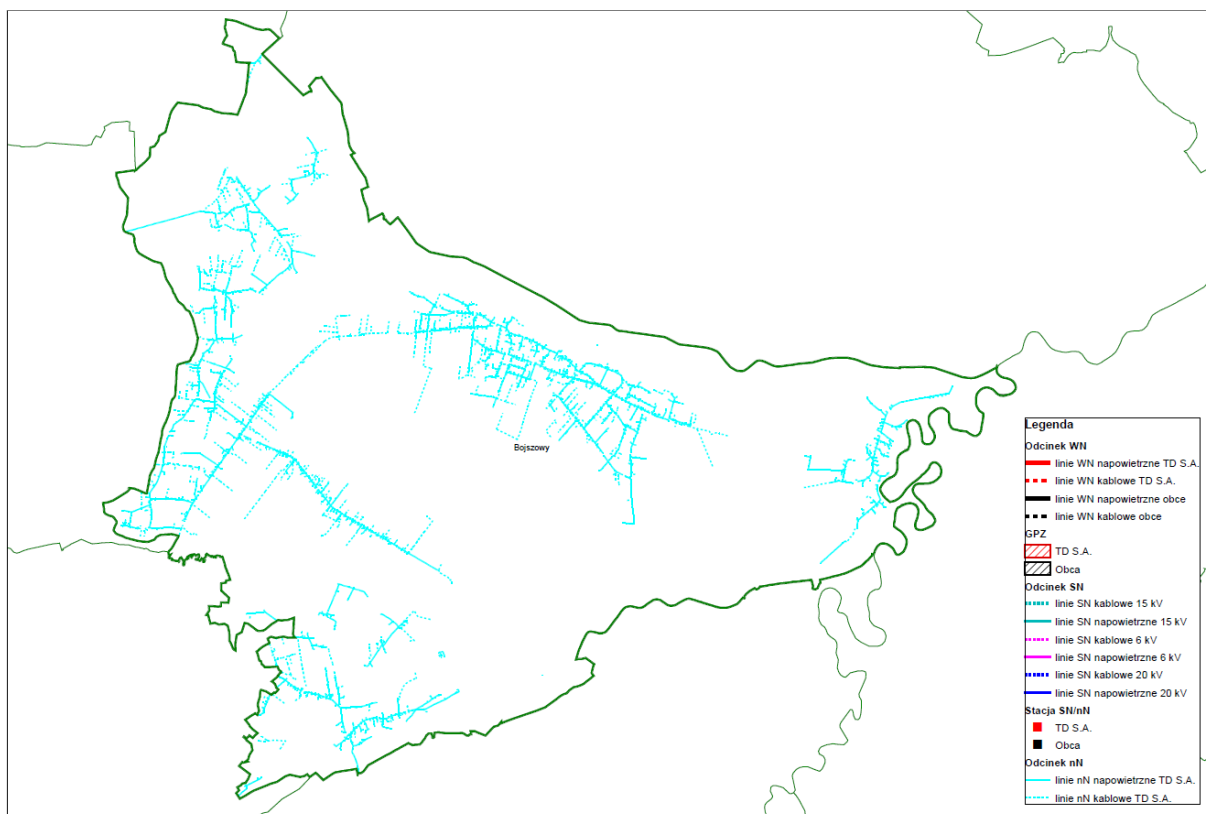 Bojszowy
Legenda
Odcinek WN
linie WN napowietrzne TD S.A.
linie WN kablowe TD S.A.
linie WN napowietrzne obce
linie WN kablowe obce
GPZ
TD S.A.
Obca
Odcinek SN
linie SN kablowe 15 kV
linie SN napowietrzne 15 kV
linie SN kablowe 6 kV
linie SN napowietrzne 6 kV
linie SN kablowe 20 kV
linie SN napowietrzne 20 kV
Stacja SN/nN
TD S.A.
Obca
Odcinek nN
linie nN napowietrzne TD S.A.
linie nN kablowe TD S.A.